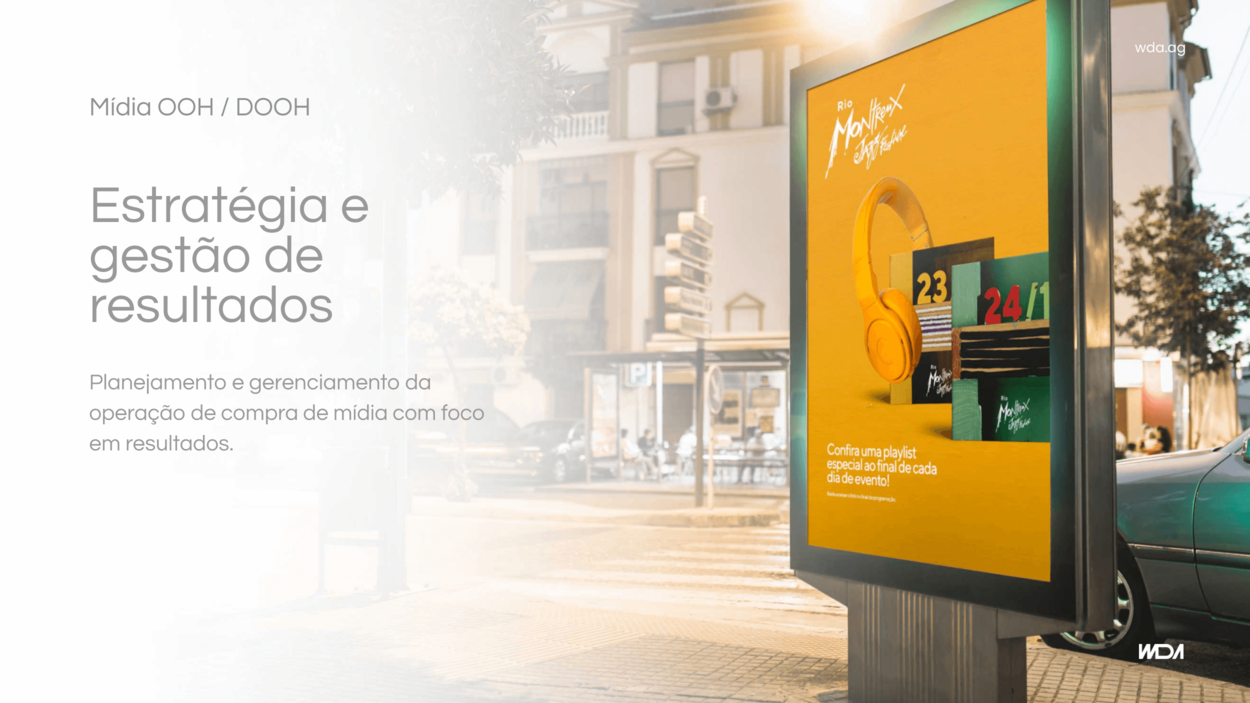 wda.ag
Mídia OOH / DOOH
Estratégia e
gestão de
resultados
Planejamento e gerenciamento da
operação de compra de mídia com foco
em resultados.
Rio
Montreux
Jazz Festival
23
24/1
Montreux
Montreux
Confira uma playlist
especial ao final de cada
dia de evento!
P
WDA